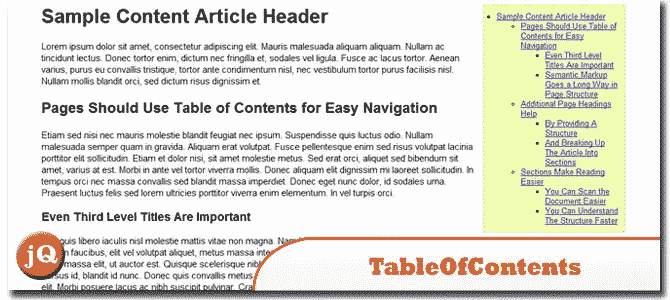 Sample Content Article Header
Lorem ipsum dolor sit amet, consectetur adipiscing elit. Mauris malesuada aliquam aliquam. Nullam ac
tincidunt lectus. Donec tortor enim, dictum nec fringilla et, sodales vel ligula. Fusce ac lacus tortor. Aenean
varius, purus eu convallis tristique, tortor ante condimentum nisl, nec vestibulum tortor purus facilisis nisl.
Nullam mollis blandit orci, sed dictum risus dignissim et.
Pages Should Use Table of Contents for Easy Navigation
Etiam sed nisi nec mauris molestie blandit feugiat nec ipsum. Suspendisse quis luctus odio. Nullam
malesuada semper quam in gravida. Aliquam erat volutpat. Fusce pellentesque enim sed risus volutpat lacinia
porttitor elit sollicitudin. Etiam et dolor nisi, sit amet molestie metus. Sed erat orci, aliquet sed bibendum sit
amet, varius at est. Morbi in ante vel tortor viverra mollis. Donec aliquam elit dignissim mi laoreet sollicitudin. In
tempus orci nec massa convallis sed blandit massa imperdiet. Donec eget nunc dolor, id sodales urna.
Praesent luctus felis sed lorem ultricies porttitor viverra enim elementum. In vel turpis orci.
Even Third Level Titles Are Important
quis libero iaculis nisl molestie mattis vitae non magna. Nam
faucibus, elit vel volutpat aliquet, metus massa
massa elit, ut auctor est. Quisque scelerisque
risus id, blandit id nunc. Donec quis convallis metus.
elit. Morbi posuere lacus ac nibh suscipit pulvinar.
Sample Content Article Header
Pages Should Use Table of
Contents for Easy
Navigation
Even Third Level
Titles Are Important
Semantic Markup
Goes a Long Way in
Page Structure
Additional Page Headings
Help
By Providing A
Structure
And Breaking Up
The Article Into
Sections
Sections Make Reading
Easier
You Can Scan the
Document Easier
You Can Understand
The Structure Faster
jQ
TableOfContents